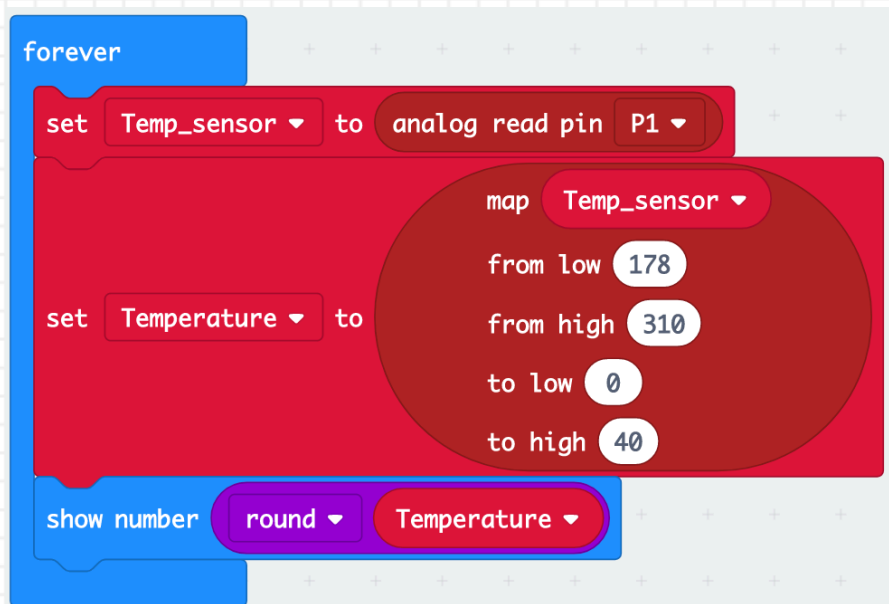 forever
set Temp_sensor to analog read pin P1
map Temp_sensor
from low 178
set Temperature to
from high 310
to low 0
to high 40
show number round Temperature